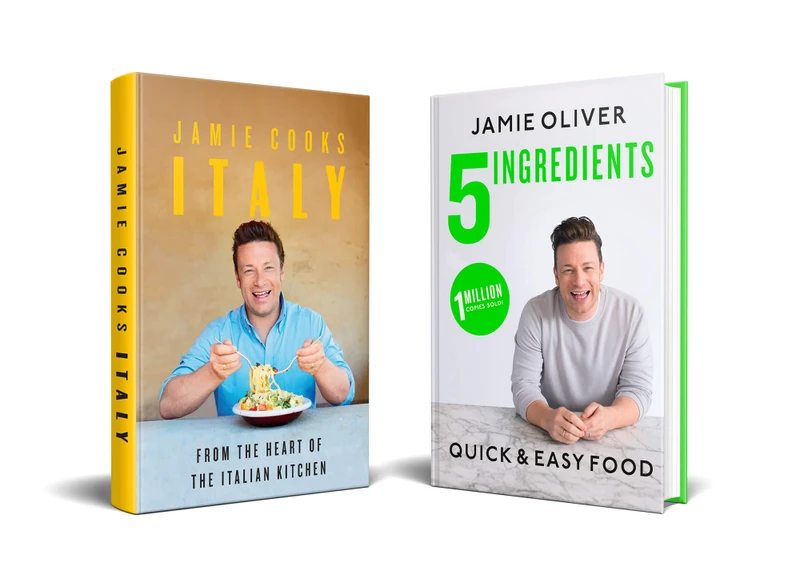 JAMIE COOKS ITALY
JAMIE COOKS
ITALY
FROM THE HEART OF
THE ITALIAN KITCHEN
JAMIE OLIVER
5 INGREDIENTS
1 MILLION
COPIES SOLD!
QUICK & EASY FOOD